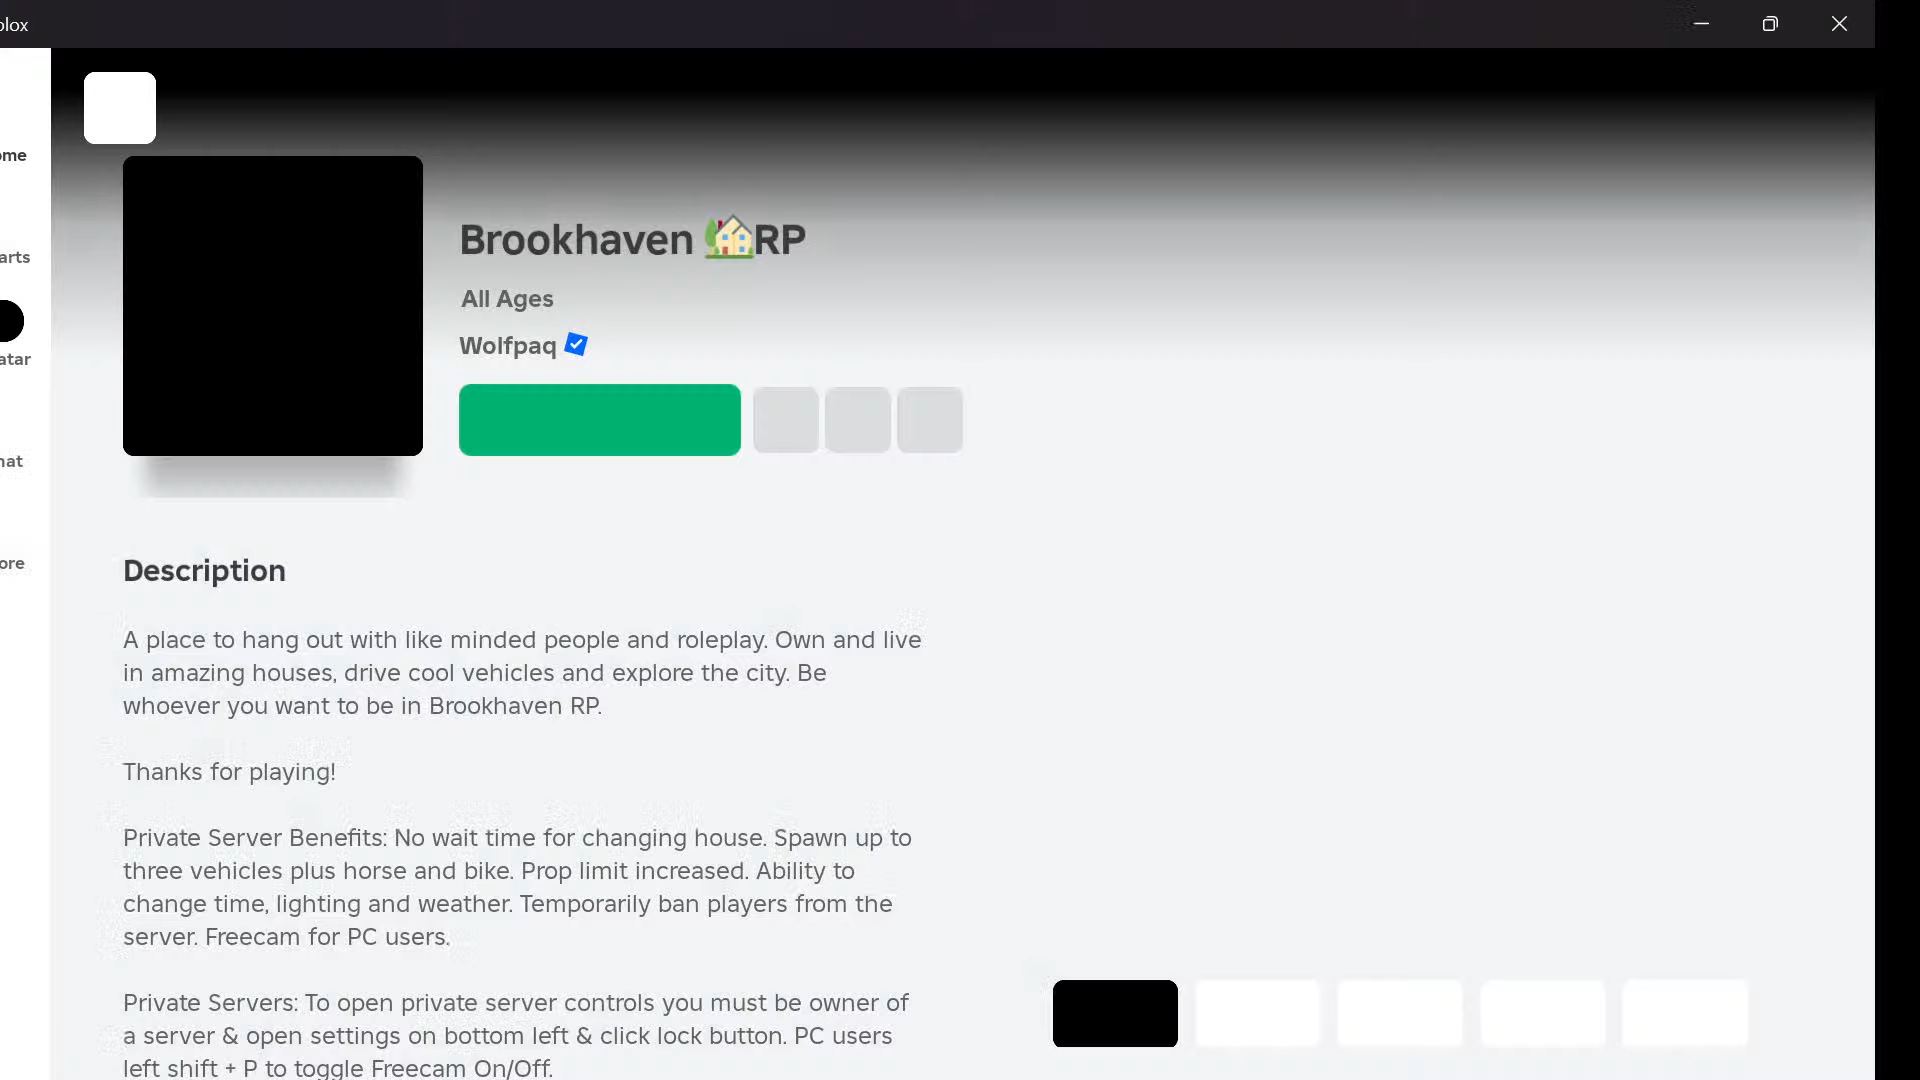 blox
ome
arts
atar
hat
ore
Brookhaven 🏡RP
All Ages
Wolfpaq
Description
A place to hang out with like minded people and roleplay. Own and live
in amazing houses, drive cool vehicles and explore the city. Be
whoever you want to be in Brookhaven RP.
Thanks for playing!
Private Server Benefits: No wait time for changing house. Spawn up to
three vehicles plus horse and bike. Prop limit increased. Ability to
change time, lighting and weather. Temporarily ban players from the
server. Freecam for PC users.
Private Servers: To open private server controls you must be owner of
a server & open settings on bottom left & click lock button. PC users
left shift + P to toggle Freecam On/Off.